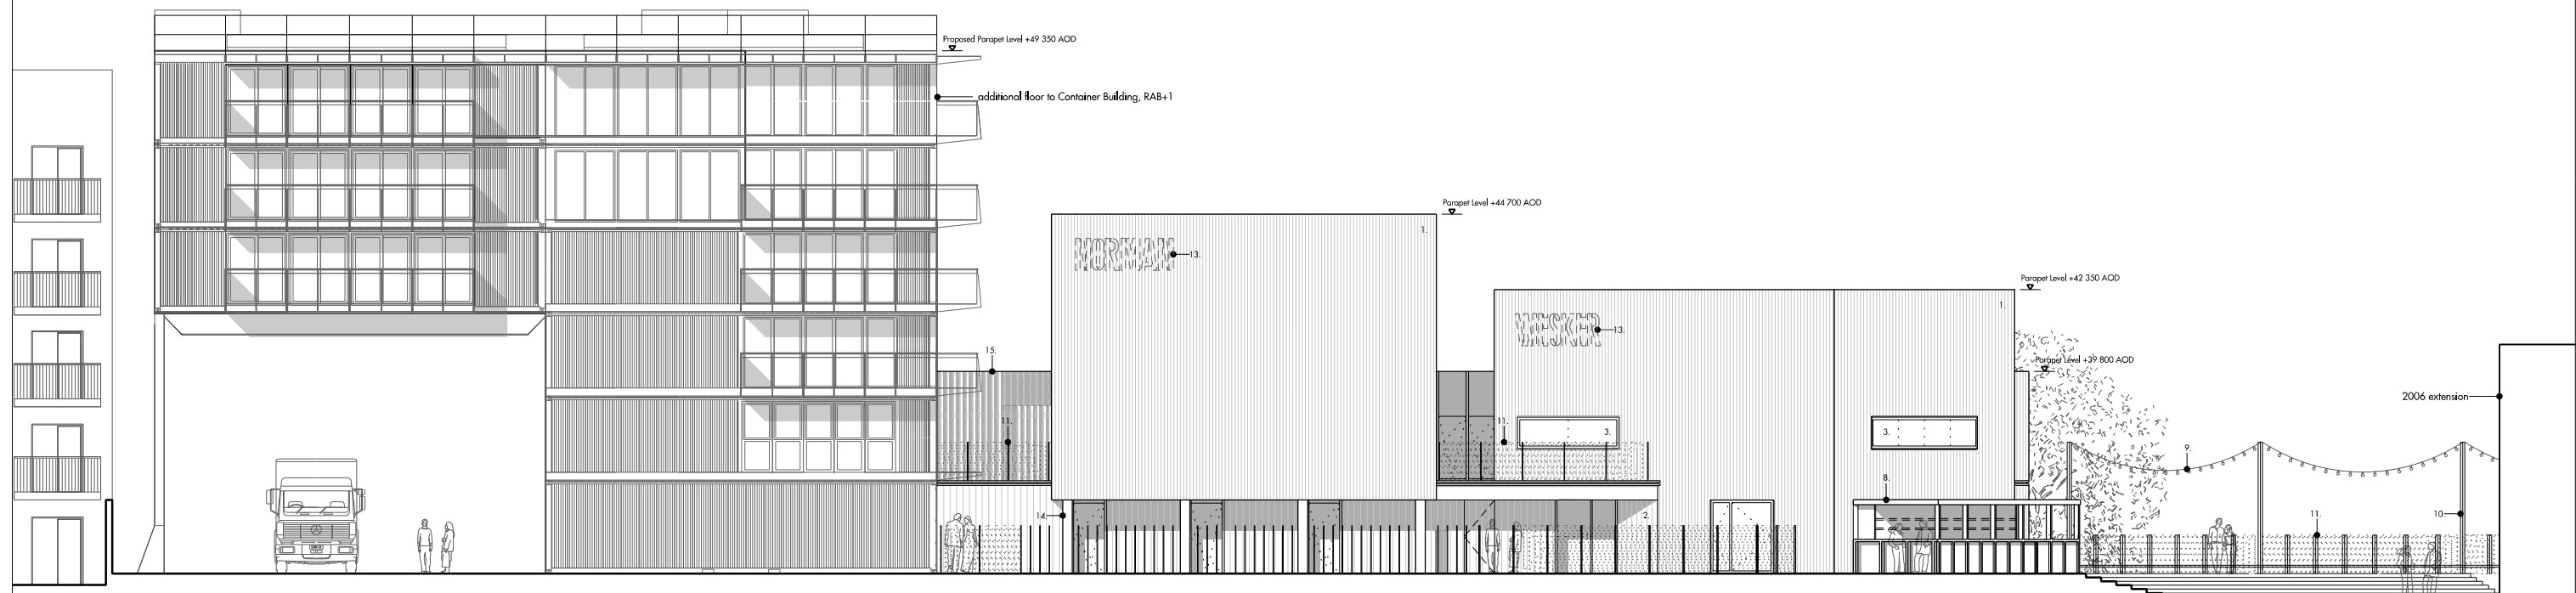 Proposed Parapet Level +49 350 AOD
additional floor to Container Building, RAB+1
Parapet Level +44 700 AOD
1.
NORMAN
13.
Parapet Level +42 350 AOD
1.
WESKER
13.
15.
Parapet Level +39 800 AOD
2006 extension
11.
11.
3.
3.
9.
8.
14.
2.
10.
11.